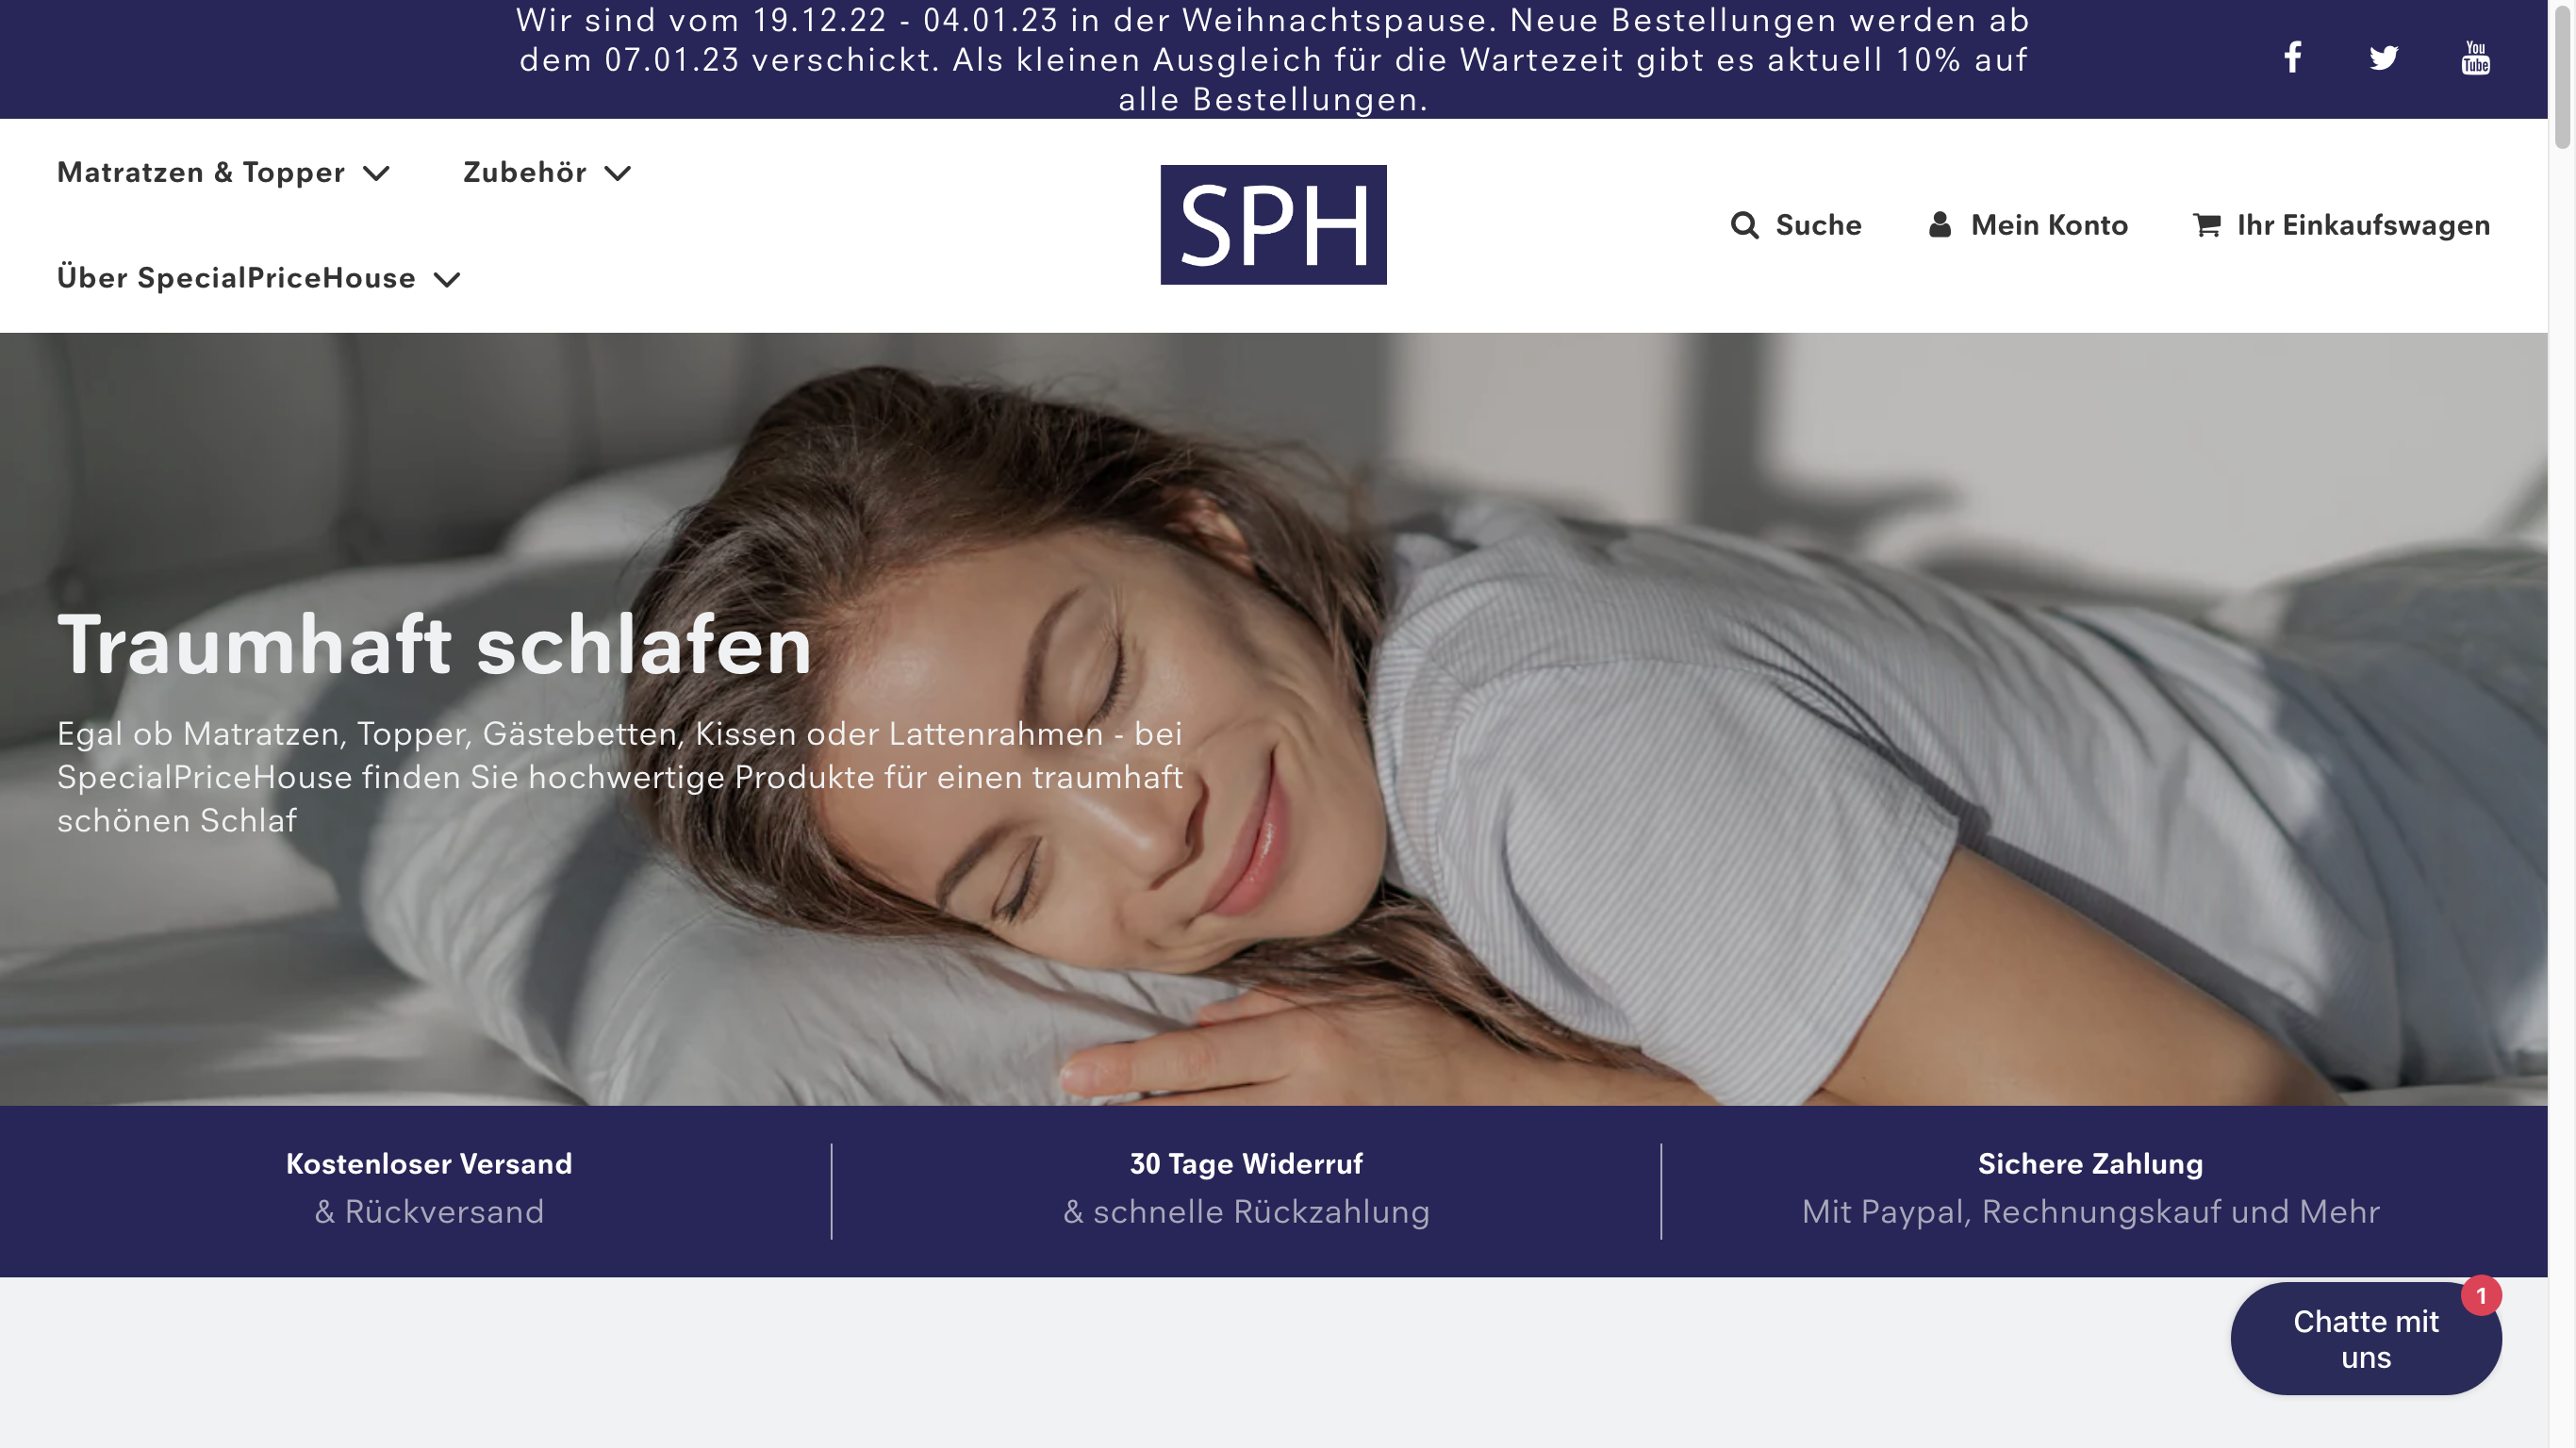 Wir sind vom 19.12.22 - 04.01.23 in der Weihnachtspause. Neue Bestellungen werden ab
dem 07.01.23 verschickt. Als kleinen Ausgleich für die Wartezeit gibt es aktuell 10% auf
alle Bestellungen.
You
Tube
Matratzen & Topper
Zubehör
Über SpecialPriceHouse
SPH
Suche
Mein Konto
Ihr Einkaufswagen
Traumhaft schlafen
Egal ob Matratzen, Topper, Gästebetten, Kissen oder Lattenrahmen - bei
SpecialPriceHouse finden Sie hochwertige Produkte für einen traumhaft
schönen Schlaf
Kostenloser Versand
& Rückversand
30 Tage Widerruf
& schnelle Rückzahlung
Sichere Zahlung
Mit Paypal, Rechnungskauf und Mehr
1
Chatte mit
uns